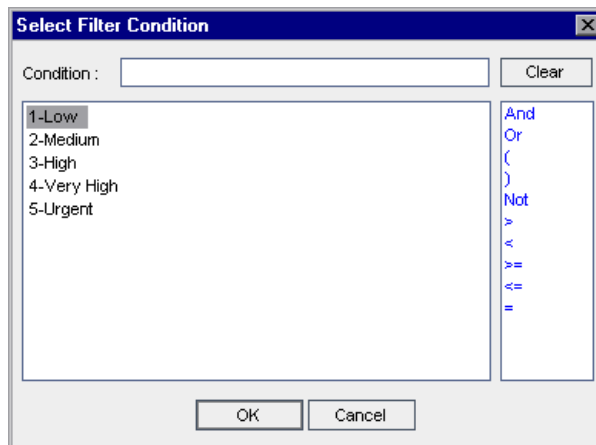 Select Filter Condition
Condition :
Clear
1-Low
2-Medium
3-High
4-Very High
5-Urgent
And
Or
(
)
Not
>
<
>=
<=
=
OK
Cancel